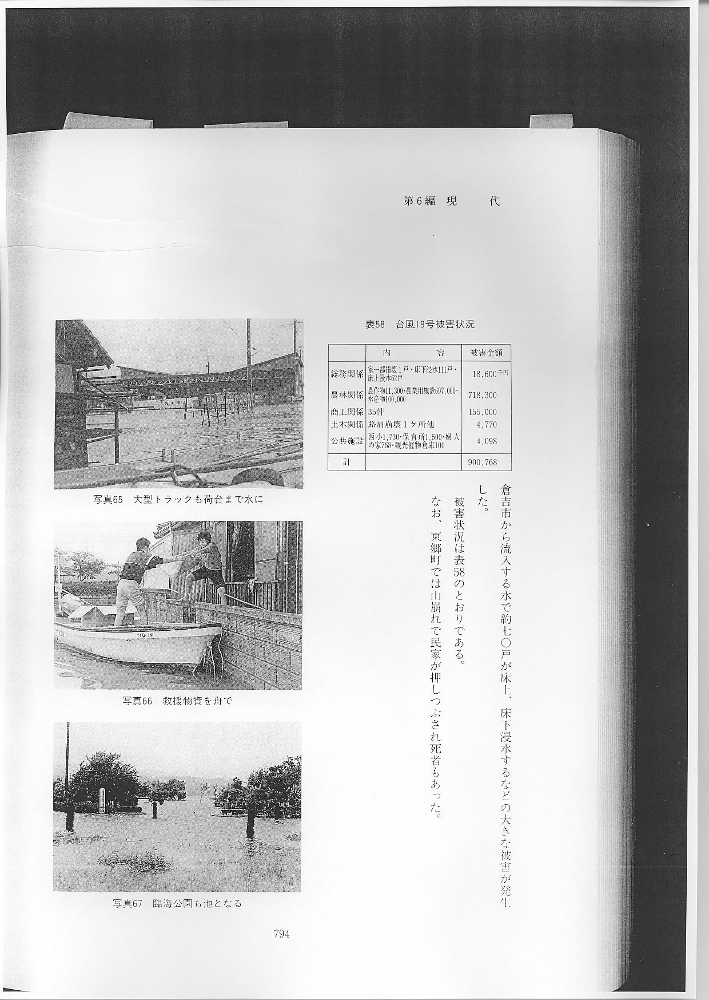 第6編　現　　　代
表58　台風19号被害状況
内　　　容　被害金額
総務関係　家一部損壊1戸・床下浸水111戸・床上浸水62戸　18,600千円
農林関係　農作物11,300・農業用施設607,000・水産物100,000　718,300
商工関係　35件　155,000
土木関係　路肩崩壊1ケ所他　4,770
公共施設　西小1,730・保育所1,500・婦人の家768・観光催物倉庫100　4,098
計　900,768
倉吉市から流入する水で約七〇戸が床上、床下浸水するなどの大きな被害が発生
した。
被害状況は表58のとおりである。
なお、東郷町では山崩れで民家が押しつぶされ死者もあった。
写真65　大型トラックも荷台まで水に
TTQ-341
写真66　救援物資を舟で
写真67　臨海公園も池となる
794